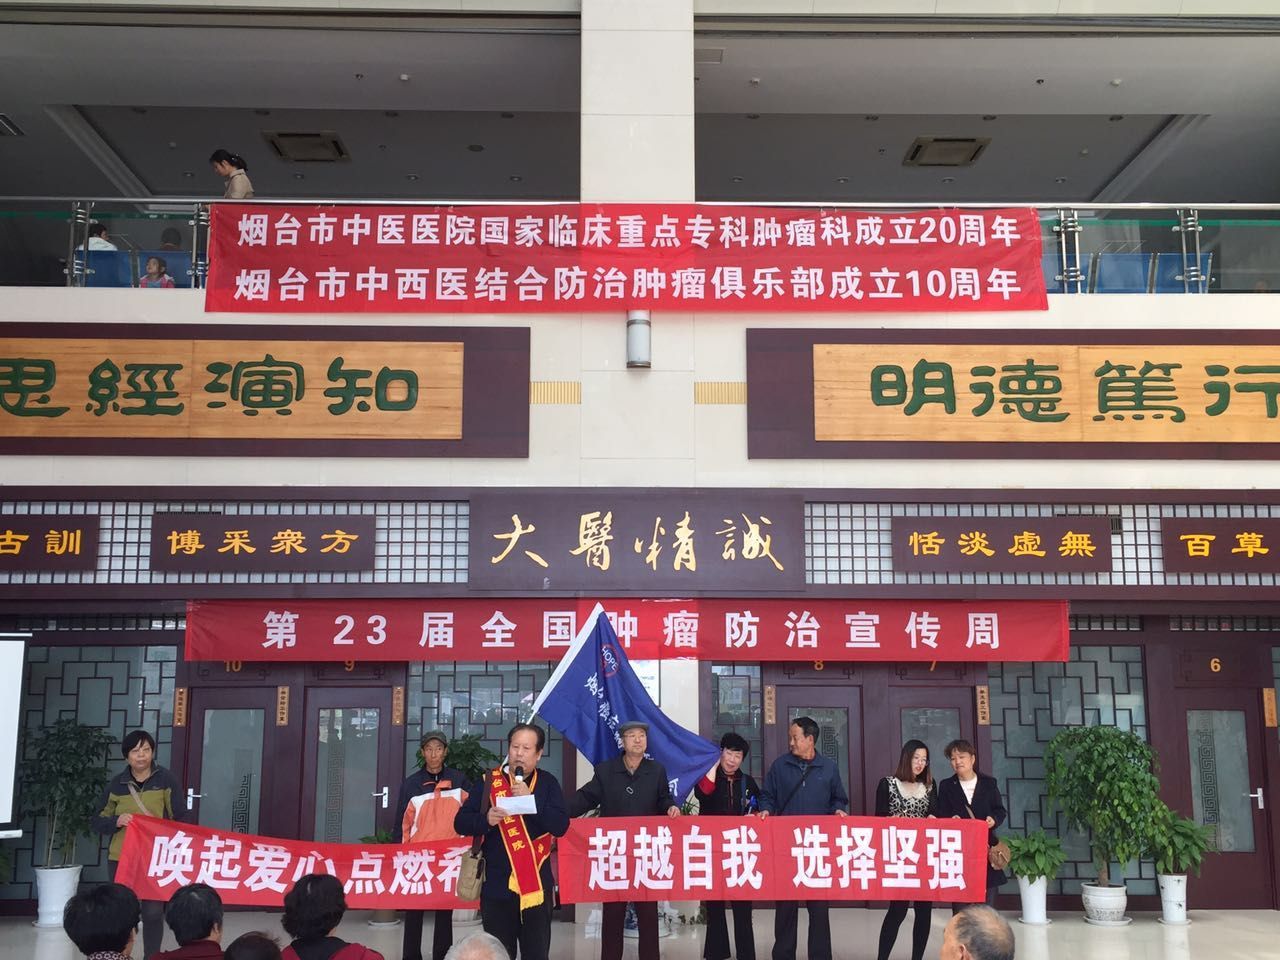 烟台市中医医院国家临床重点专科肿瘤科成立20周年
烟台市中西医结合防治肿瘤俱乐部成立10周年
思經演知
明德篤行
古訓
博采衆方
大醫精誠
恬淡虛無
百草
第23届全国肿瘤防治宣传周
10
9
8
7
6
HOPE
唤起爱心点燃希
超越自我 选择坚强